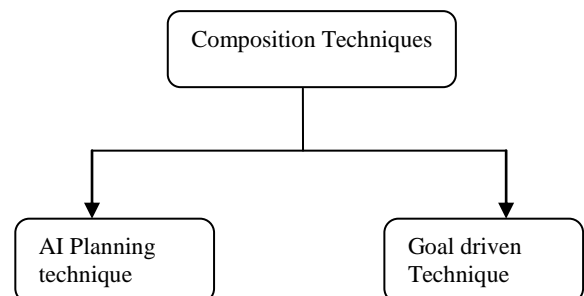 Composition Techniques
AI Planning
technique
Goal driven
Technique